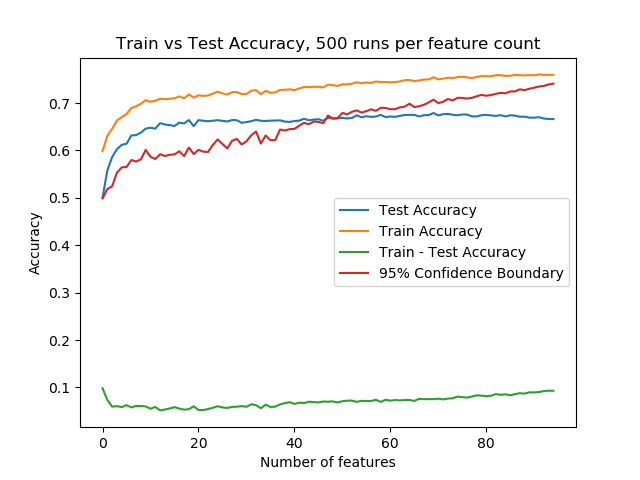 Train vs Test Accuracy, 500 runs per feature count
0.7
0.6
0.5
0.4
0.3
0.2
0.1
Accuracy
Test Accuracy
Train Accuracy
Train - Test Accuracy
95% Confidence Boundary
0 20 40 60 80
Number of features